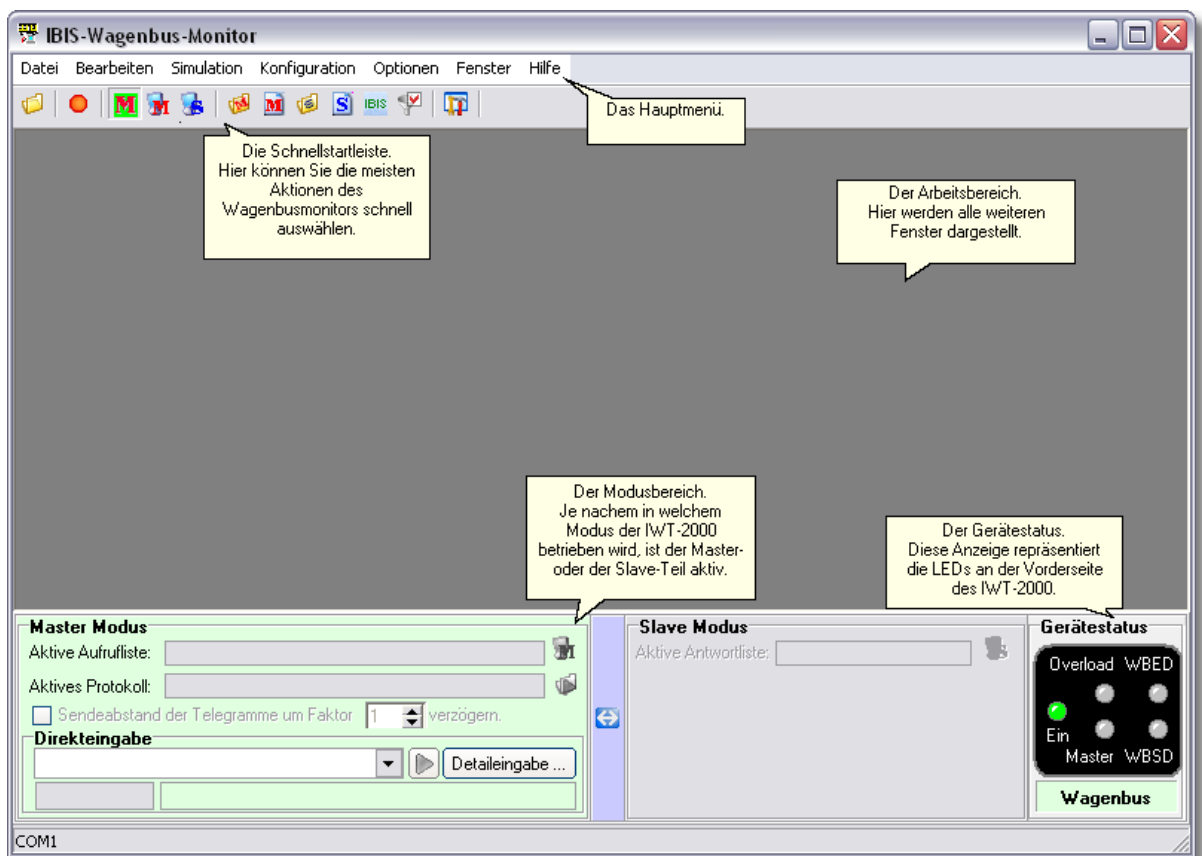 IBIS-Wagenbus-Monitor
Datei Bearbeiten Simulation Konfiguration Optionen Fenster Hilfe
M M S M M S IBIS
Das Hauptmenü.
Die Schnellstartleiste.
Hier können Sie die meisten
Aktionen des
Wagenbusmonitors schnell
auswählen.
Der Arbeitsbereich.
Hier werden alle weiteren
Fenster dargestellt.
Der Modusbereich.
Je nachem in welchem
Modus der IWT-2000
betrieben wird, ist der Master-
oder der Slave-Teil aktiv.
Der Gerätestatus.
Diese Anzeige repräsentiert
die LEDs an der Vorderseite
des IWT-2000.
Master Modus
Aktive Aufrufliste:
Aktives Protokoll:
Sendeabstand der Telegramme um Faktor 1 verzögern.
Direkteingabe
Detaileingabe ...
Slave Modus
Aktive Antwortliste:
Gerätestatus
Overload WBED
Ein
Master WBSD
Wagenbus
COM1